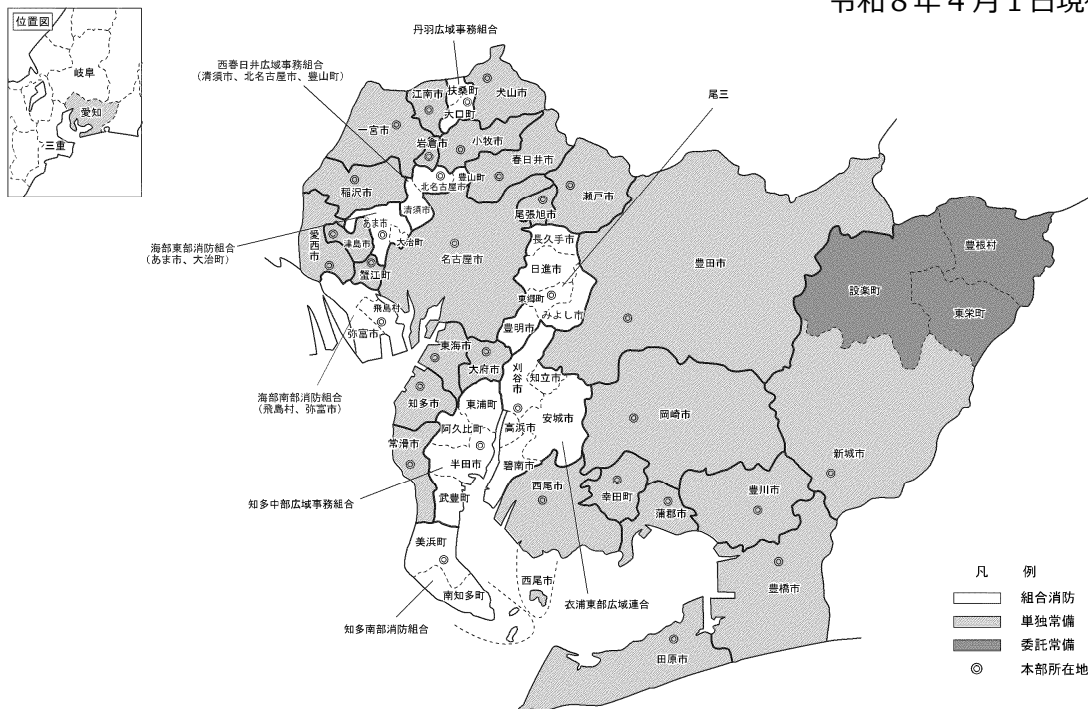 令和８年４月１日現
位置図
岐阜
愛知
三重
丹羽広域事務組合
西春日井広域事務組合
(清須市、北名古屋市、豊山町)
尾三
江南市
扶桑町
犬山市
大口町
一宮市
岩倉市
小牧市
春日井市
豊山町
北名古屋市
稲沢市
瀬戸市
尾張旭市
清須市
あま市
大治町
津島市
愛西市
名古屋市
長久手市
海部東部消防組合
(あま市、大治町)
蟹江町
日進市
豊田市
豊根村
設楽町
東栄町
飛島村
東郷町
みよし市
弥富市
豊明市
東海市
大府市
刈谷市
知立市
海部南部消防組合
(飛島村、弥富市)
知多市
東浦町
安城市
岡崎市
阿久比町
高浜市
常滑市
半田市
碧南市
新城市
西尾市
幸田町
豊川市
蒲郡市
知多中部広域事務組合
武豊町
美浜町
西尾市
豊橋市
南知多町
衣浦東部広域連合
知多南部消防組合
田原市
凡 例
組合消防
単独常備
委託常備
◎ 本部所在地